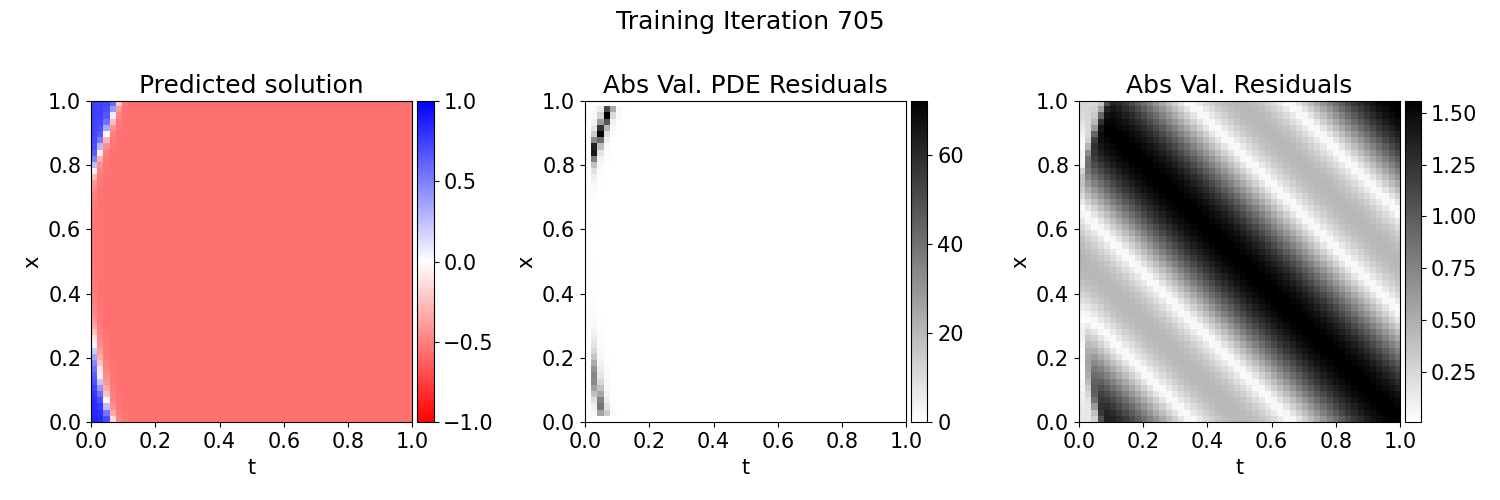 Training Iteration 705
Predicted solution
Abs Val. PDE Residuals
Abs Val. Residuals
1.0
0.8
0.6
0.4
0.2
0.0
x
0.0 0.2 0.4 0.6 0.8 1.0
t
1.0
0.5
0.0
−0.5
−1.0
1.0
0.8
0.6
0.4
0.2
0.0
x
0.0 0.2 0.4 0.6 0.8 1.0
t
60
40
20
0
1.0
0.8
0.6
0.4
0.2
0.0
x
0.0 0.2 0.4 0.6 0.8 1.0
t
1.50
1.25
1.00
0.75
0.50
0.25